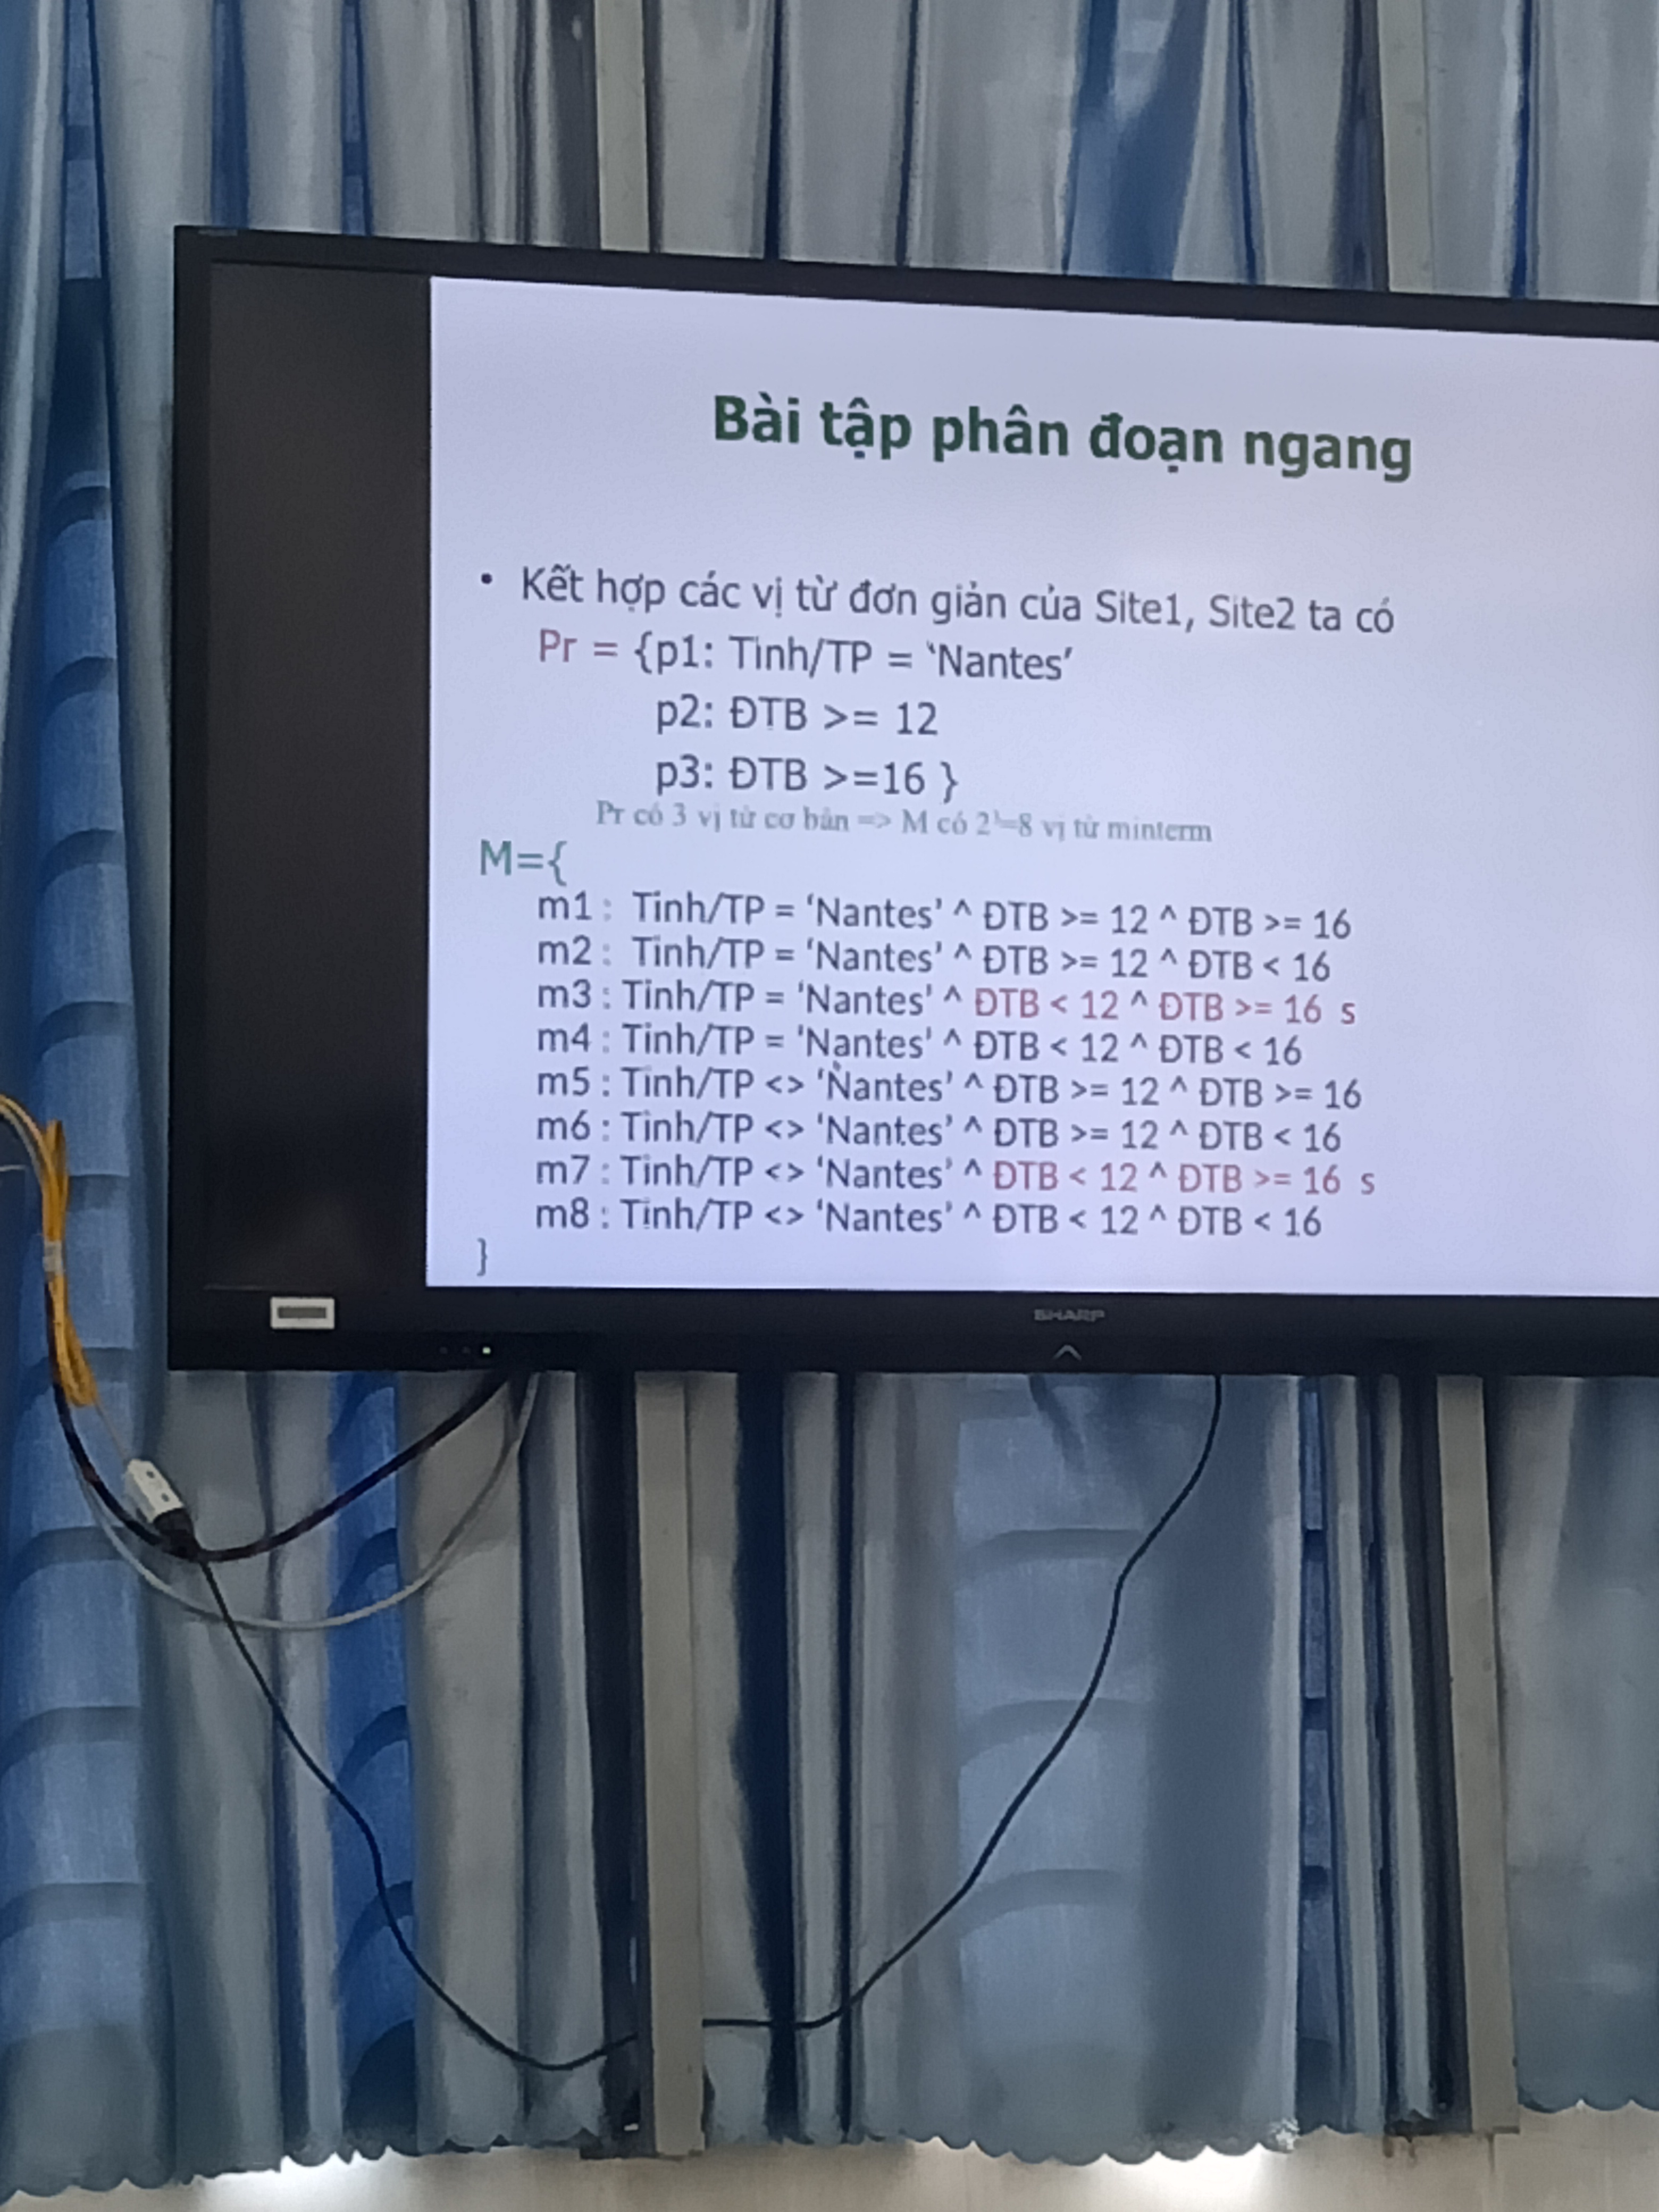 Bài tập phân đoạn ngang
• Kết hợp các vị từ đơn giản của Site1, Site2 ta có
Pr = {p1: Tỉnh/TP = ‘Nantes’
p2: ĐTB >= 12
p3: ĐTB >=16 }
Pr có 3 vị từ cơ bản => M có 2³=8 vị từ minterm
M={
m1 : Tỉnh/TP = ‘Nantes’ ^ ĐTB >= 12 ^ ĐTB >= 16
m2 : Tỉnh/TP = ‘Nantes’ ^ ĐTB >= 12 ^ ĐTB < 16
m3 : Tỉnh/TP = ‘Nantes’ ^ ĐTB < 12 ^ ĐTB >= 16 s
m4 : Tỉnh/TP = ‘Nantes’ ^ ĐTB < 12 ^ ĐTB < 16
m5 : Tỉnh/TP <> ‘Nantes’ ^ ĐTB >= 12 ^ ĐTB >= 16
m6 : Tỉnh/TP <> ‘Nantes’ ^ ĐTB >= 12 ^ ĐTB < 16
m7 : Tỉnh/TP <> ‘Nantes’ ^ ĐTB < 12 ^ ĐTB >= 16 s
m8 : Tỉnh/TP <> ‘Nantes’ ^ ĐTB < 12 ^ ĐTB < 16
}
SHARP